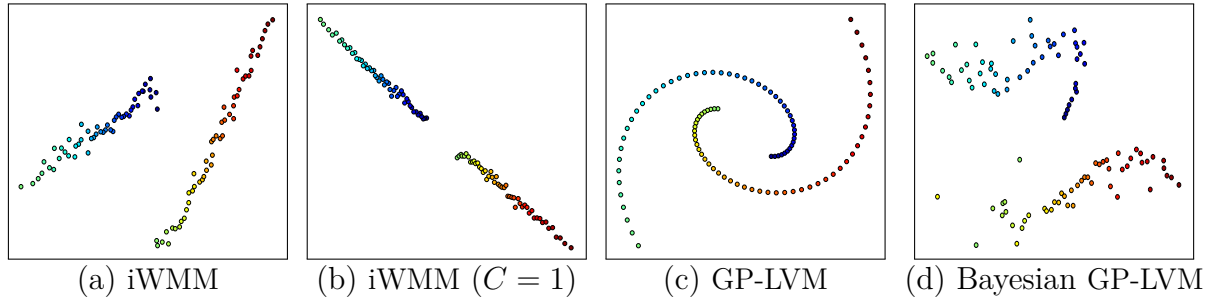 (a) iWMM
(b) iWMM (C = 1)
(c) GP-LVM
(d) Bayesian GP-LVM